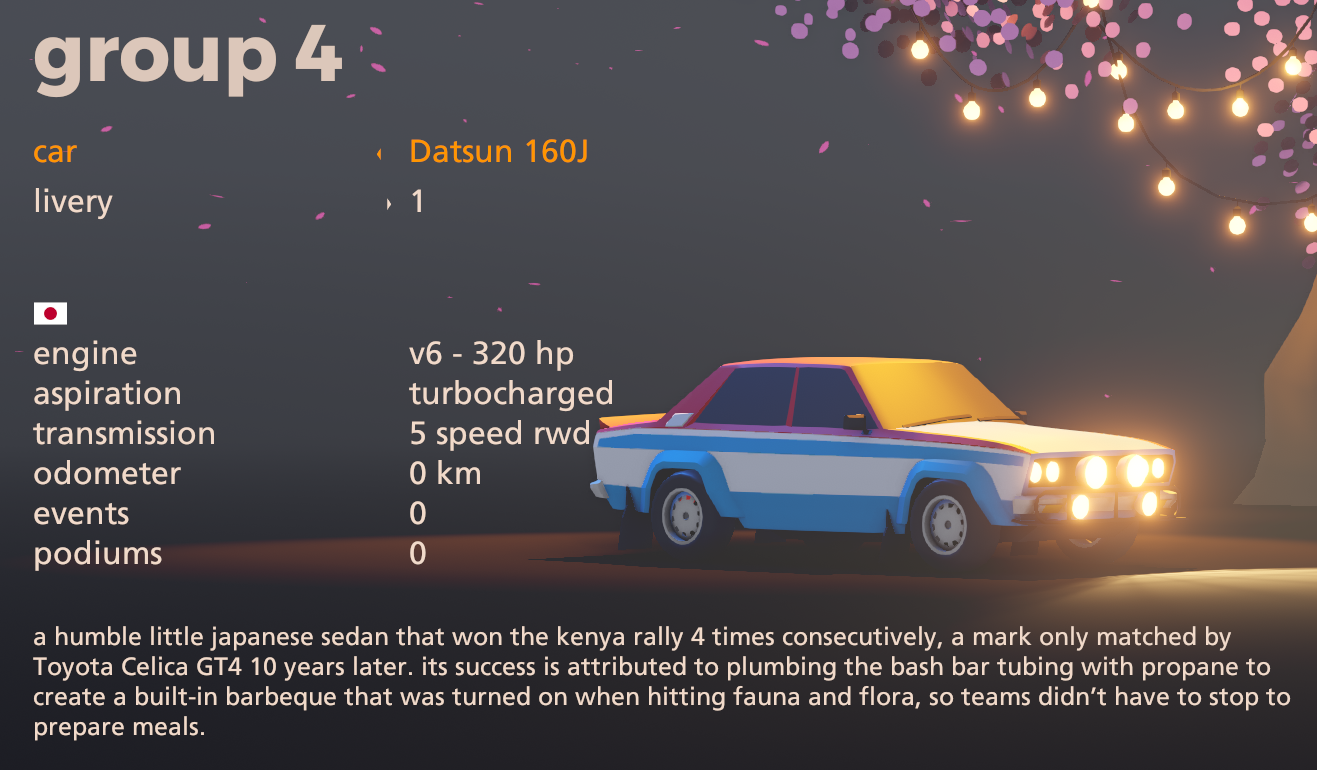 group 4
car Datsun 160J
livery 1
engine v6 - 320 hp
aspiration turbocharged
transmission 5 speed rwd
odometer 0 km
events 0
podiums 0
a humble little japanese sedan that won the kenya rally 4 times consecutively, a mark only matched by
Toyota Celica GT4 10 years later. its success is attributed to plumbing the bash bar tubing with propane to
create a built-in barbeque that was turned on when hitting fauna and flora, so teams didn't have to stop to
prepare meals.